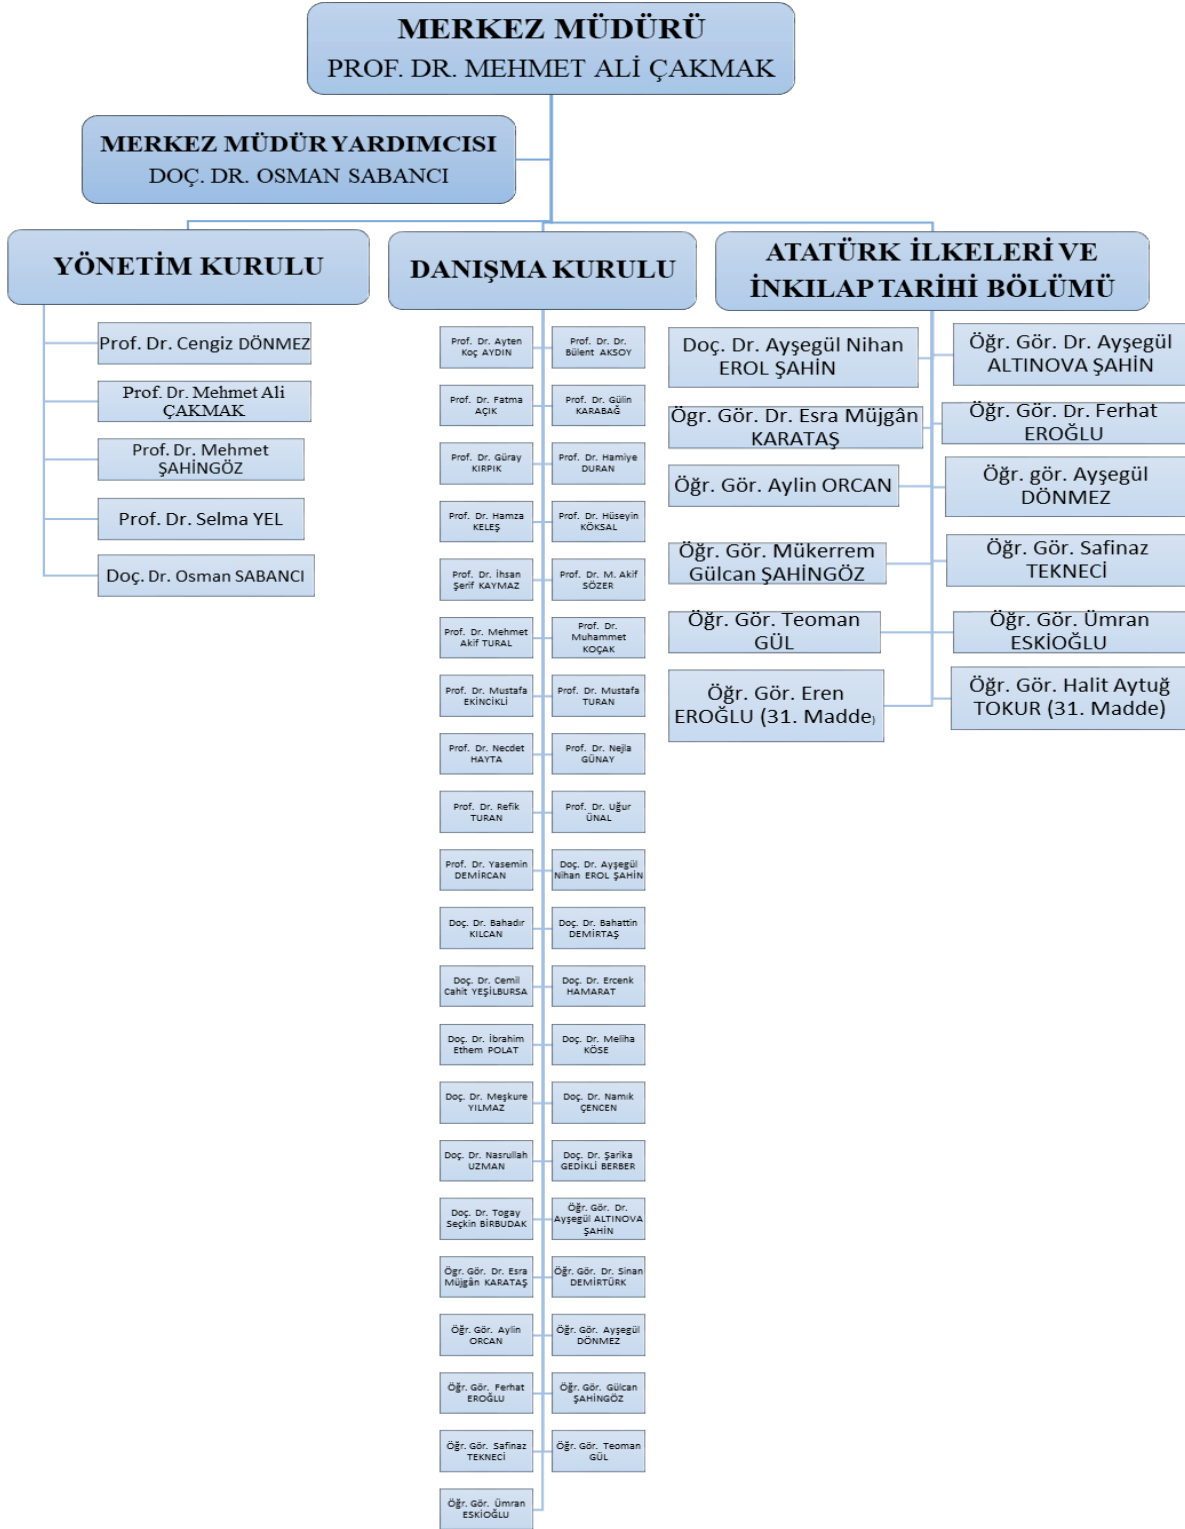 MERKEZ MÜDÜRÜ
PROF. DR. MEHMET ALİ ÇAKMAK
MERKEZ MÜDÜR YARDIMCISI
DOÇ. DR. OSMAN SABANCI
YÖNETİM KURULU
Prof. Dr. Cengiz DÖNMEZ
Prof. Dr. Mehmet Ali
ÇAKMAK
Prof. Dr. Mehmet
ŞAHİNGÖZ
Prof. Dr. Selma YEL
Doç. Dr. Osman SABANCI
DANIŞMA KURULU
Prof. Dr. Ayten
Koç AYDIN
Prof. Dr. Dr.
Bülent AKSOY
Prof. Dr. Fatma
AÇIK
Prof. Dr. Gülin
KARABAĞ
Prof. Dr. Güray
KIRPIK
Prof. Dr. Hamiye
DURAN
Prof. Dr. Hamza
KELEŞ
Prof. Dr. Hüseyin
KÖKSAL
Prof. Dr. İhsan
Şerif KAYMAZ
Prof. Dr. M. Akif
SÖZER
Prof. Dr. Mehmet
Akif TURAL
Prof. Dr.
Muhammet
KOÇAK
Prof. Dr. Mustafa
EKİNCİKLİ
Prof. Dr. Mustafa
TURAN
Prof. Dr. Necdet
HAYTA
Prof. Dr. Nejla
GÜNAY
Prof. Dr. Refik
TURAN
Prof. Dr. Uğur
ÜNAL
Prof. Dr. Yasemin
DEMİRCAN
Doç. Dr. Ayşegül
Nihan EROL ŞAHİN
Doç. Dr. Bahadır
KILCAN
Doç. Dr. Bahattin
DEMİRTAŞ
Doç. Dr. Cemil
Cahit YEŞİLBURSA
Doç. Dr. Ercenk
HAMARAT
Doç. Dr. İbrahim
Ethem POLAT
Doç. Dr. Meliha
KÖSE
Doç. Dr. Meşkure
YILMAZ
Doç. Dr. Namık
ÇENCEN
Doç. Dr. Nasrullah
UZMAN
Doç. Dr. Şarika
GEDİKLİ BERBER
Doç. Dr. Togay
Seçkin BİRBUDAK
Öğr. Gör. Dr.
Ayşegül ALTINOVA
ŞAHİN
Ögr. Gör. Dr. Esra
Müjgân KARATAŞ
Öğr. Gör. Dr. Sinan
DEMİRTÜRK
Öğr. Gör. Aylin
ORCAN
Öğr. Gör. Ayşegül
DÖNMEZ
Öğr. Gör. Ferhat
EROĞLU
Öğr. Gör. Gülcan
ŞAHİNGÖZ
Öğr. Gör. Safinaz
TEKNECİ
Öğr. Gör. Teoman
GÜL
Öğr. Gör. Ümran
ESKİOĞLU
ATATÜRK İLKELERİ VE
İNKILAP TARİHİ BÖLÜMÜ
Doç. Dr. Ayşegül Nihan
EROL ŞAHİN
Öğr. Gör. Dr. Ayşegül
ALTINOVA ŞAHİN
Ögr. Gör. Dr. Esra Müjgân
KARATAŞ
Öğr. Gör. Dr. Ferhat
EROĞLU
Öğr. Gör. Aylin ORCAN
Öğr. gör. Ayşegül
DÖNMEZ
Öğr. Gör. Mükerrem
Gülcan ŞAHİNGÖZ
Öğr. Gör. Safinaz
TEKNECİ
Öğr. Gör. Teoman
GÜL
Öğr. Gör. Ümran
ESKİOĞLU
Öğr. Gör. Eren
EROĞLU (31. Madde)
Öğr. Gör. Halit Aytuğ
TOKUR (31. Madde)